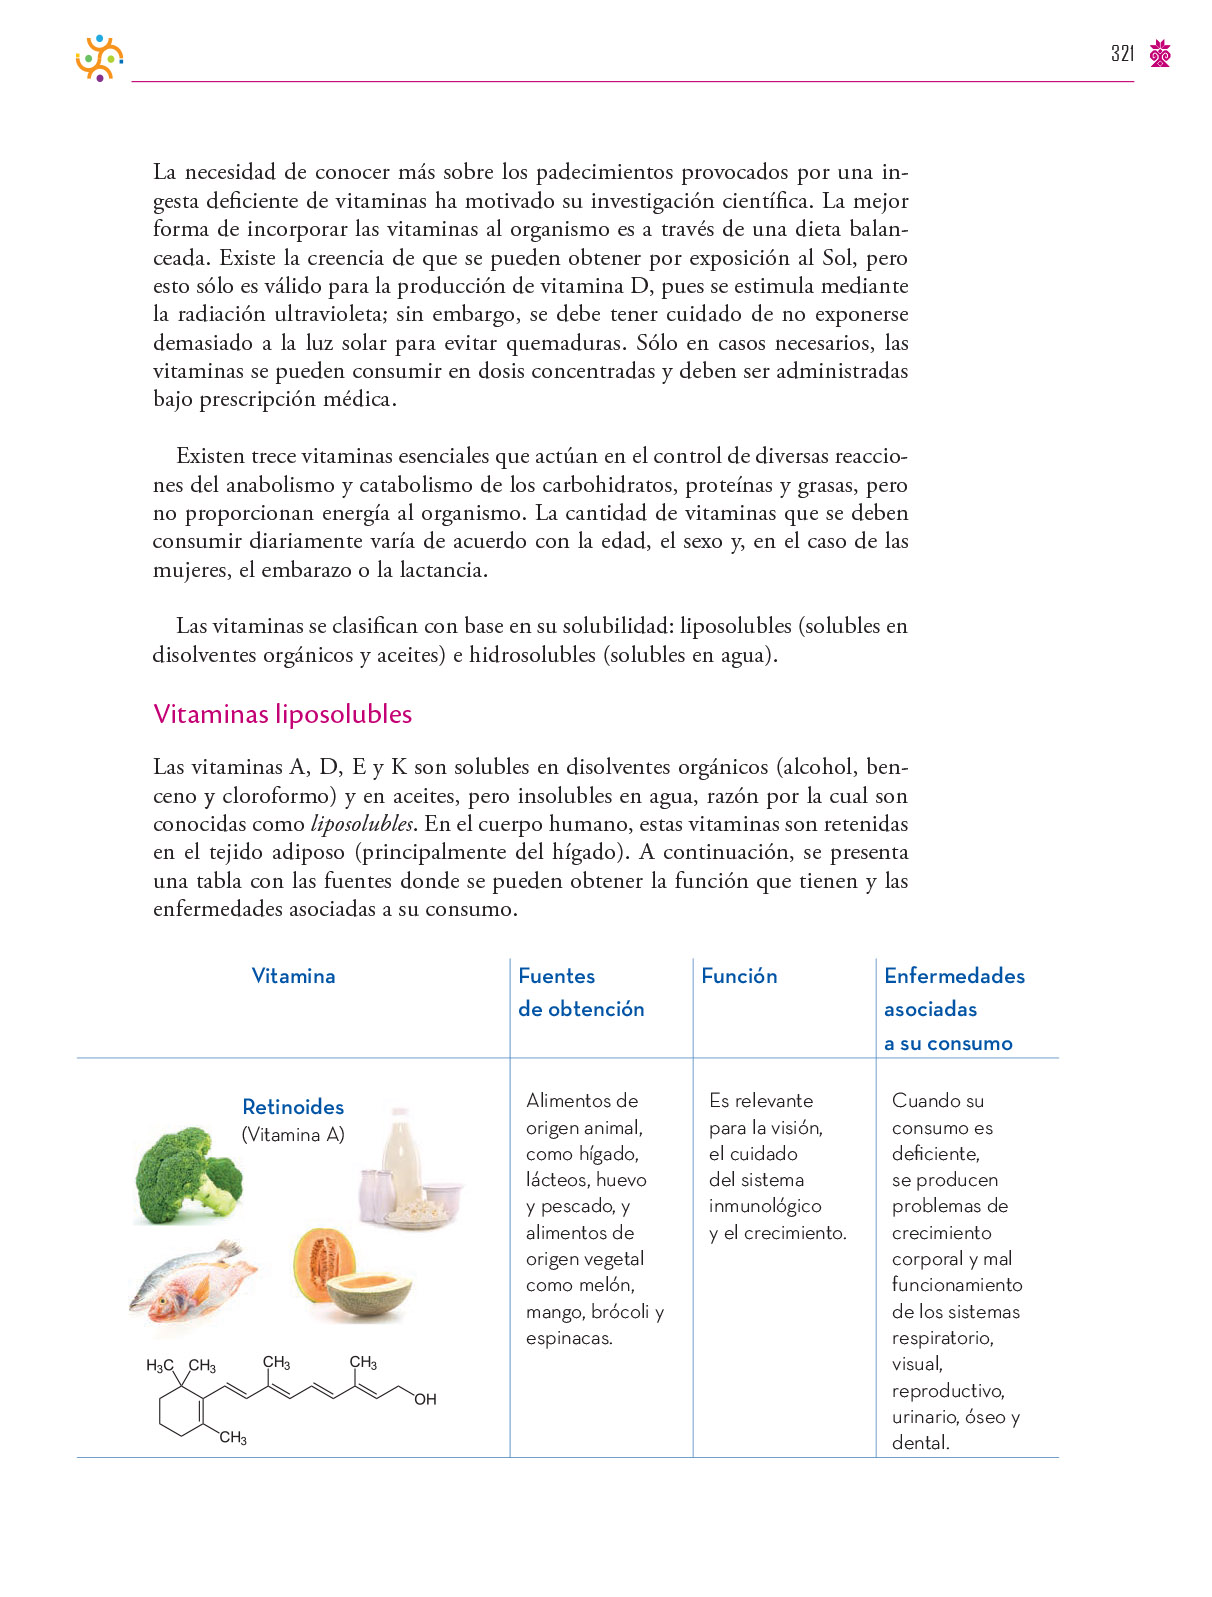 321
La necesidad de conocer más sobre los padecimientos provocados por una in-
gesta deficiente de vitaminas ha motivado su investigación científica. La mejor
forma de incorporar las vitaminas al organismo es a través de una dieta balan-
ceada. Existe la creencia de que se pueden obtener por exposición al Sol, pero
esto sólo es válido para la producción de vitamina D, pues se estimula mediante
la radiación ultravioleta; sin embargo, se debe tener cuidado de no exponerse
demasiado a la luz solar para evitar quemaduras. Sólo en casos necesarios, las
vitaminas se pueden consumir en dosis concentradas y deben ser administradas
bajo prescripción médica.
Existen trece vitaminas esenciales que actúan en el control de diversas reaccio-
nes del anabolismo y catabolismo de los carbohidratos, proteínas y grasas, pero
no proporcionan energía al organismo. La cantidad de vitaminas que se deben
consumir diariamente varía de acuerdo con la edad, el sexo y, en el caso de las
mujeres, el embarazo o la lactancia.
Las vitaminas se clasifican con base en su solubilidad: liposolubles (solubles en
disolventes orgánicos y aceites) e hidrosolubles (solubles en agua).
Vitaminas liposolubles
Las vitaminas A, D, E y K son solubles en disolventes orgánicos (alcohol, ben-
ceno y cloroformo) y en aceites, pero insolubles en agua, razón por la cual son
conocidas como liposolubles. En el cuerpo humano, estas vitaminas son retenidas
en el tejido adiposo (principalmente del hígado). A continuación, se presenta
una tabla con las fuentes donde se pueden obtener la función que tienen y las
enfermedades asociadas a su consumo.
Vitamina
Fuentes
de obtención
Función
Enfermedades
asociadas
a su consumo
Retinoides
(Vitamina A)
H3C CH3 CH3 CH3
OH
CH3
Alimentos de
origen animal,
como hígado,
lácteos, huevo
y pescado, y
alimentos de
origen vegetal
como melón,
mango, brócoli y
espinacas.
Es relevante
para la visión,
el cuidado
del sistema
inmunológico
y el crecimiento.
Cuando su
consumo es
deficiente,
se producen
problemas de
crecimiento
corporal y mal
funcionamiento
de los sistemas
respiratorio,
visual,
reproductivo,
urinario, óseo y
dental.